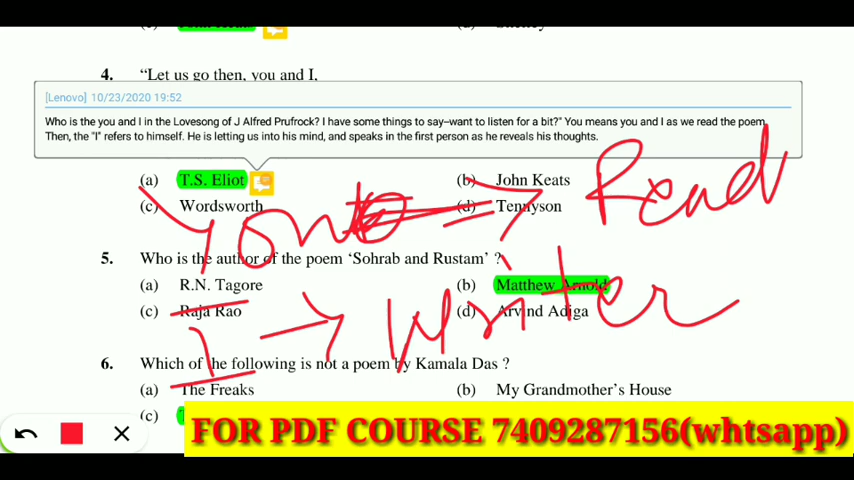 4. “Let us go then, you and I,
[Lenovo] 10/23/2020 19:52
Who is the you and I in the Lovesong of J Alfred Prufrock? I have some things to say–want to listen for a bit?" You means you and I as we read the poem.
Then, the "I" refers to himself. He is letting us into his mind, and speaks in the first person as he reveals his thoughts.
(a) T.S. Eliot (b) John Keats
(c) Wordsworth (d) Tennyson
5. Who is the author of the poem ‘Sohrab and Rustam’ ?
(a) R.N. Tagore (b) Matthew Arnold
(c) Raja Rao (d) Arvind Adiga
I → Writer
6. Which of the following is not a poem by Kamala Das ?
(a) The Freaks (b) My Grandmother’s House
(c)
FOR PDF COURSE 7409287156(whtsapp)